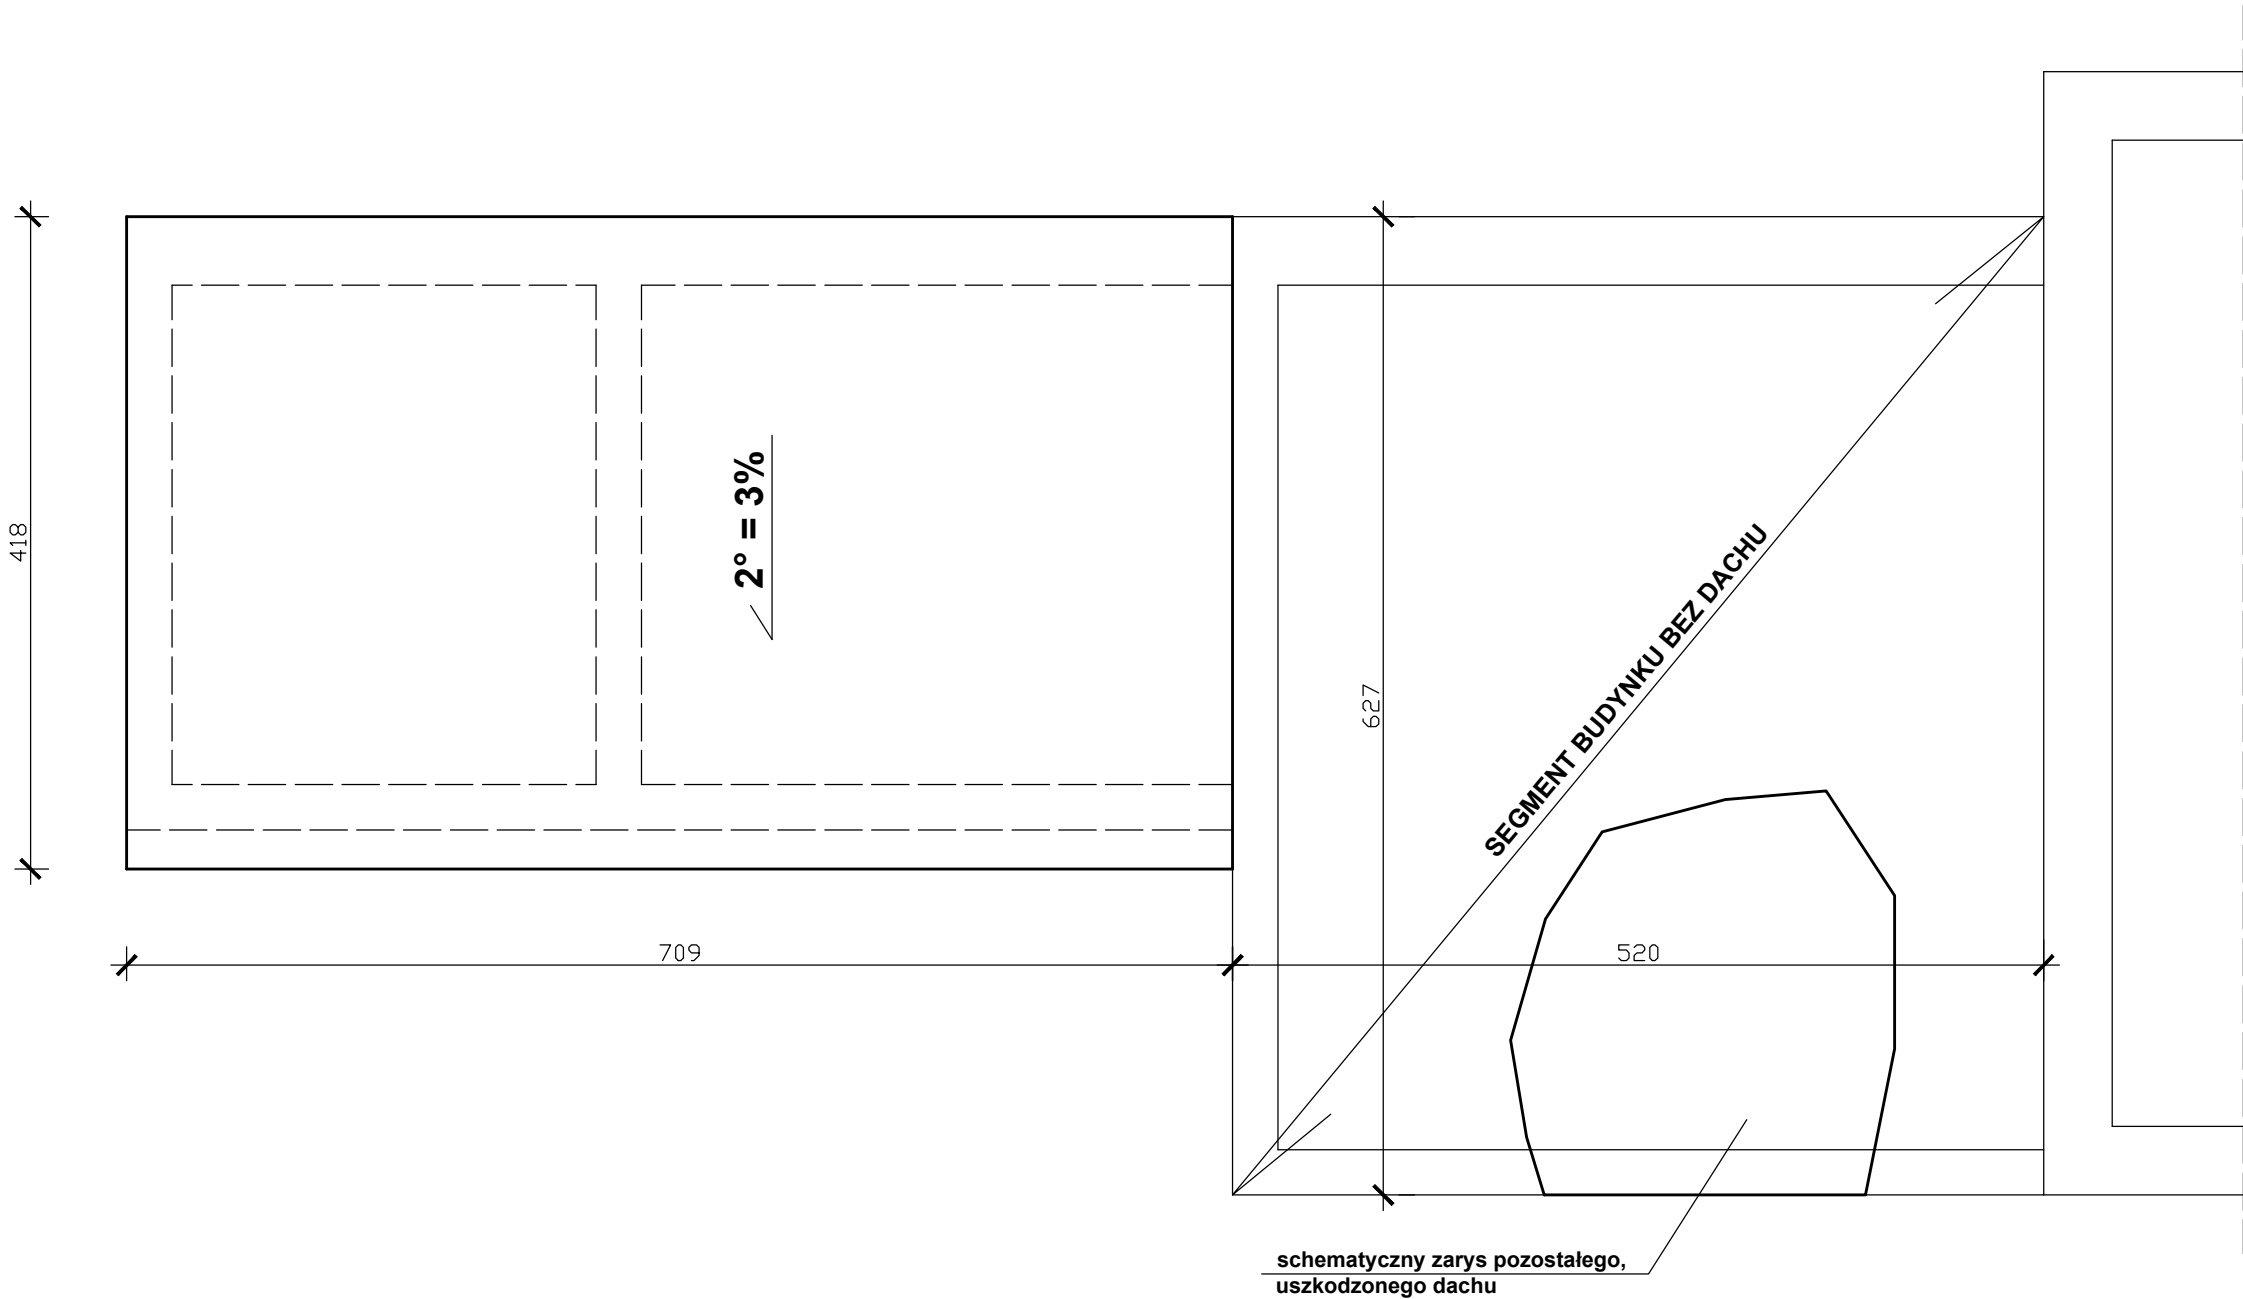 418
2° = 3%
627
SEGMENT BUDYNKU BEZ DACHU
709
520
schematyczny zarys pozostałego,
uszkodzonego dachu